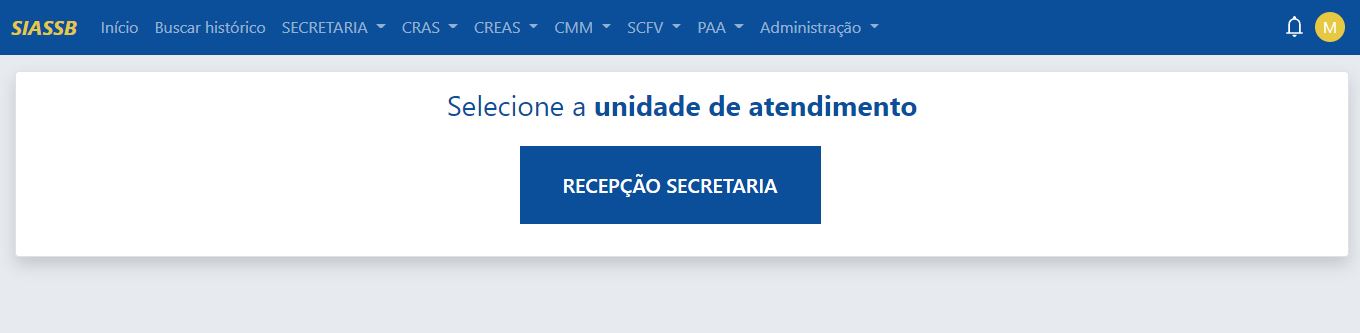 SIASSB Início Buscar histórico SECRETARIA CRAS CREAS CMM SCFV PAA Administração M
Selecione a unidade de atendimento
RECEPÇÃO SECRETARIA